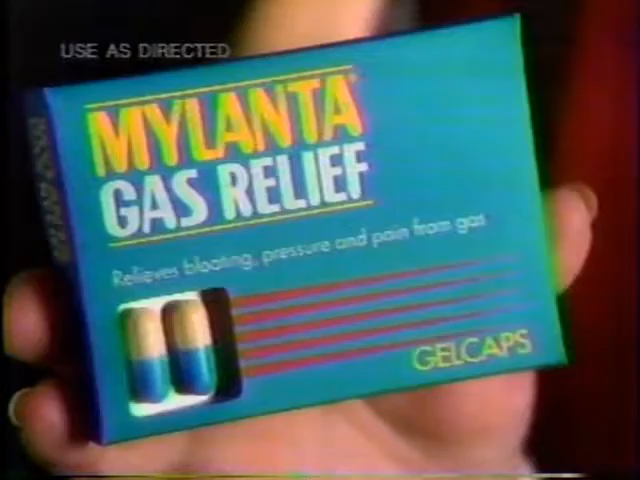 USE AS DIRECTED
MYLANTA
GAS RELIEF
Relieves bloating, pressure and pain from gas
GELCAPS